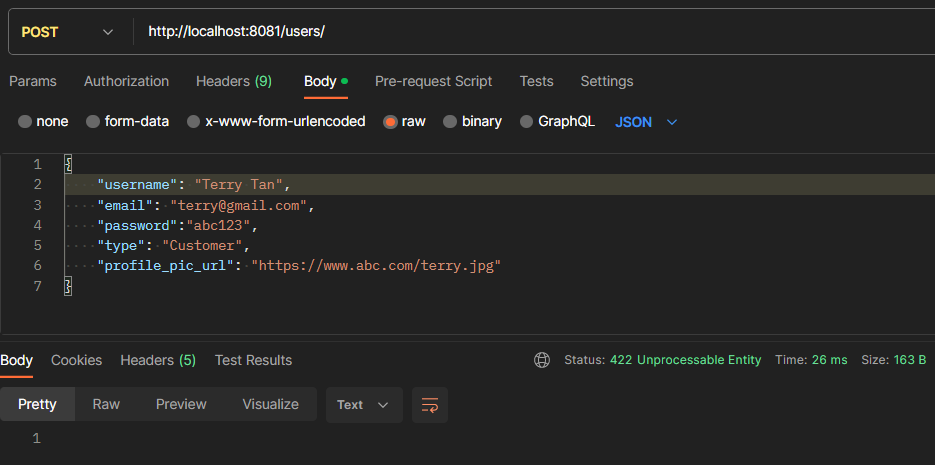 POST http://localhost:8081/users/
Params Authorization Headers (9) Body Pre-request Script Tests Settings
none form-data x-www-form-urlencoded raw binary GraphQL JSON
1 {
2 "username": "Terry Tan",
3 "email": "terry@gmail.com",
4 "password":"abc123",
5 "type": "Customer",
6 "profile_pic_url": "https://www.abc.com/terry.jpg"
7 }
Body Cookies Headers (5) Test Results Status: 422 Unprocessable Entity Time: 26 ms Size: 163 B
Pretty Raw Preview Visualize Text
1